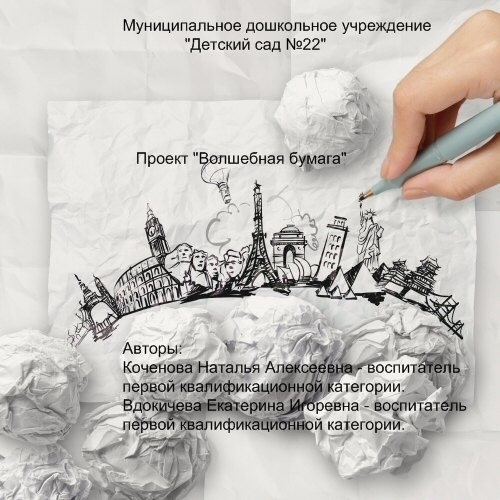 Муниципальное дошкольное учреждение
"Детский сад №22"
Проект "Волшебная бумага"
Авторы:
Коченова Наталья Алексеевна - воспитатель
первой квалификационной категории.
Вдокичева Екатерина Игоревна - воспитатель
первой квалификационной категории.